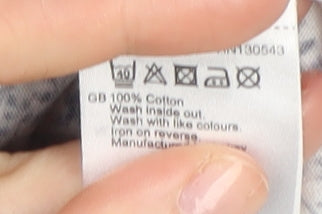 130543
40
GB 100% Cotton
Wash inside out.
Wash with like colours.
Iron on reverse.